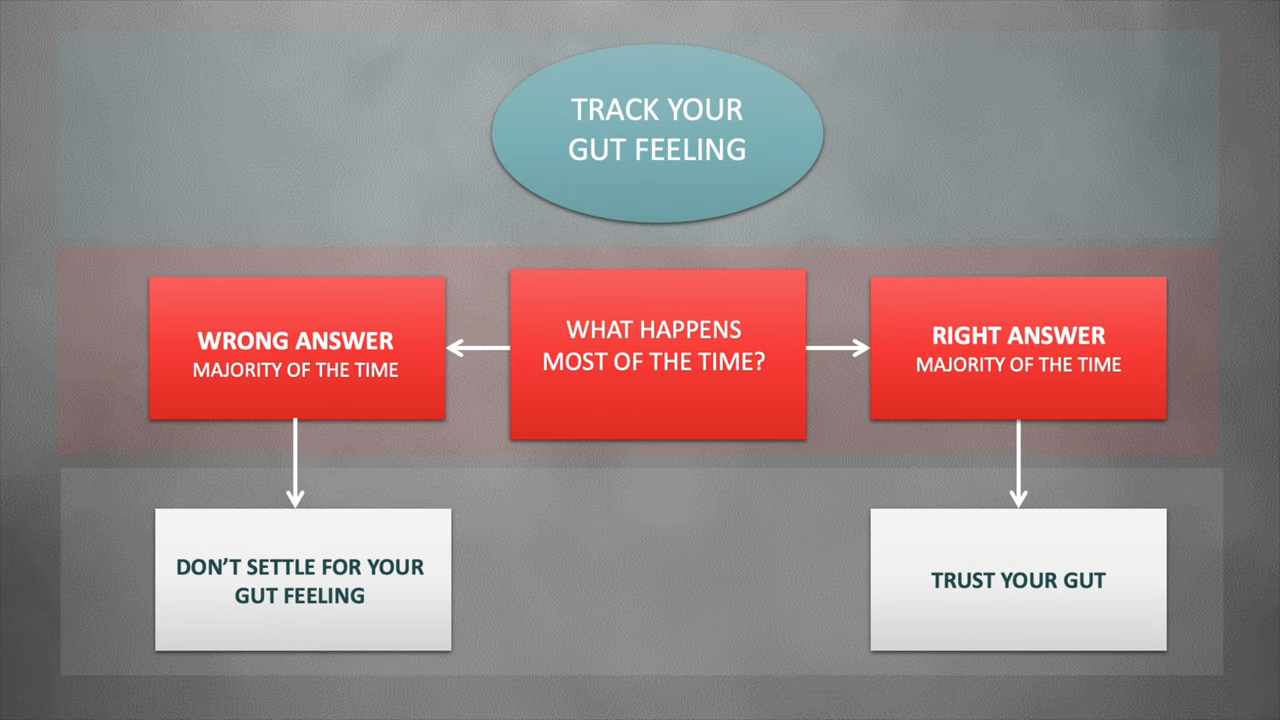 TRACK YOUR
GUT FEELING
WRONG ANSWER
MAJORITY OF THE TIME
WHAT HAPPENS
MOST OF THE TIME?
RIGHT ANSWER
MAJORITY OF THE TIME
DON’T SETTLE FOR YOUR
GUT FEELING
TRUST YOUR GUT